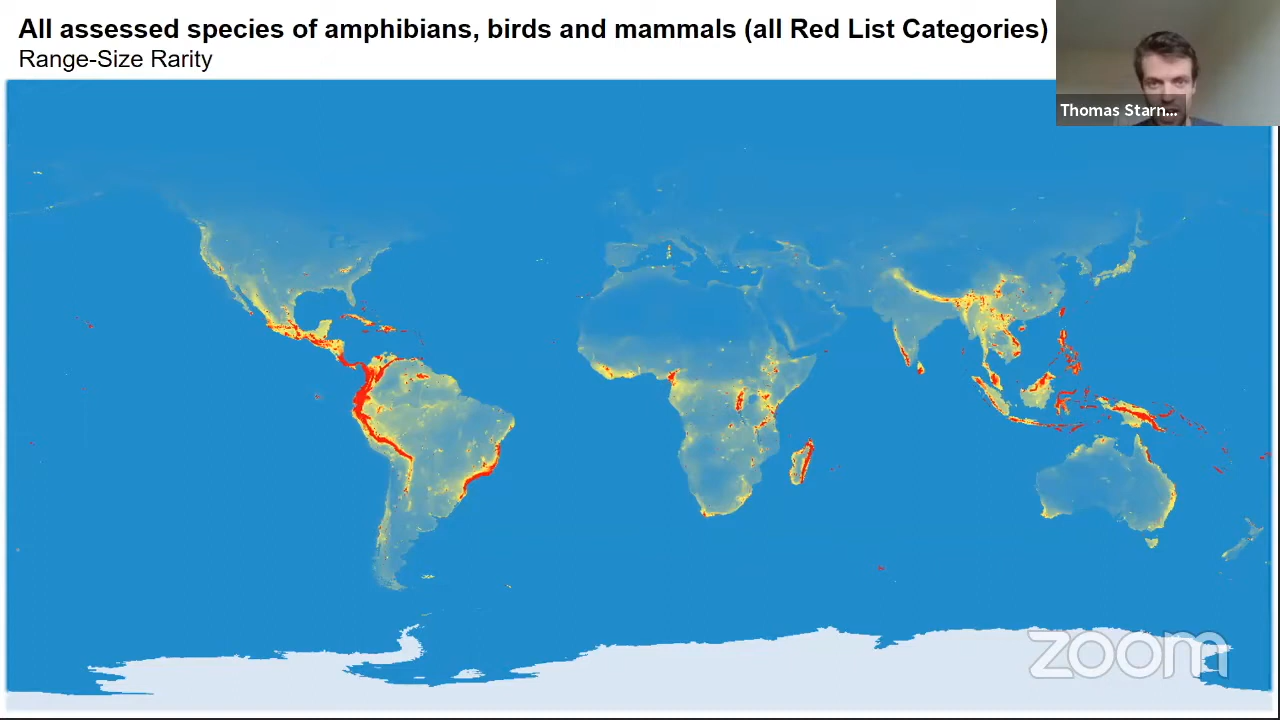 All assessed species of amphibians, birds and mammals (all Red List Categories)
Range-Size Rarity
Thomas Starn...
zoom